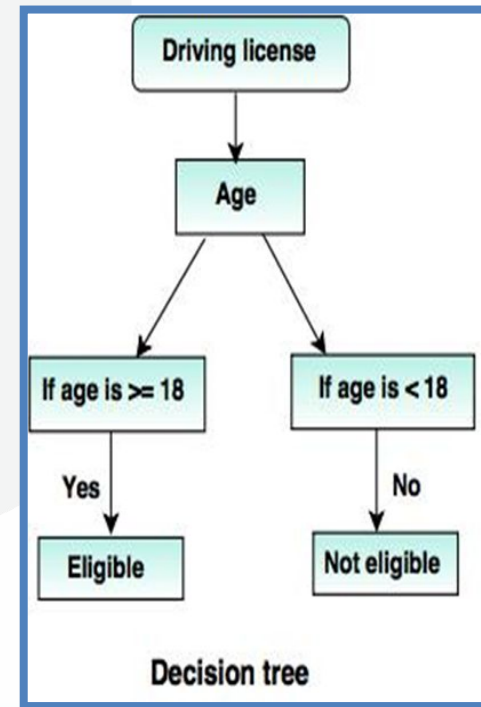 Driving license
Age
If age is >= 18
If age is < 18
Yes
No
Eligible
Not eligible
Decision tree